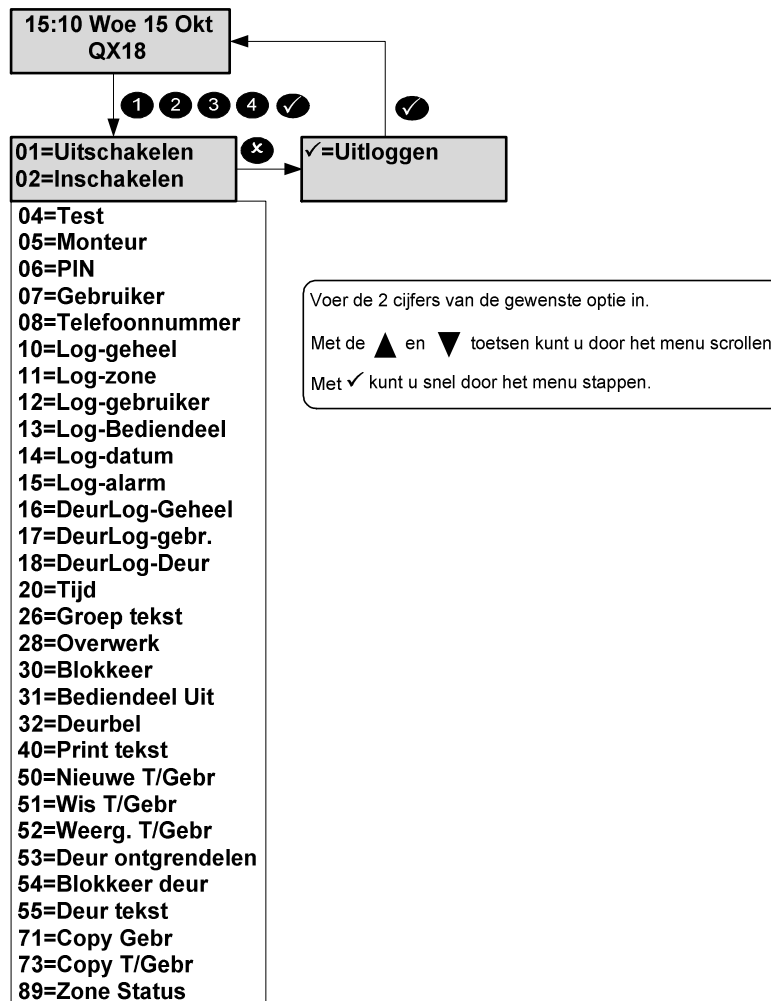 15:10 Woe 15 Okt
QX18
1 2 3 4 ✓
✓
01=Uitschakelen
02=Inschakelen
x
✓=Uitloggen
04=Test
05=Monteur
06=PIN
07=Gebruiker
08=Telefoonnummer
10=Log-geheel
11=Log-zone
12=Log-gebruiker
13=Log-Bediendeel
14=Log-datum
15=Log-alarm
16=DeurLog-Geheel
17=DeurLog-gebr.
18=DeurLog-Deur
20=Tijd
26=Groep tekst
28=Overwerk
30=Blokkeer
31=Bediendeel Uit
32=Deurbel
40=Print tekst
50=Nieuwe T/Gebr
51=Wis T/Gebr
52=Weerg. T/Gebr
53=Deur ontgrendelen
54=Blokkeer deur
55=Deur tekst
71=Copy Gebr
73=Copy T/Gebr
89=Zone Status
Voer de 2 cijfers van de gewenste optie in.
Met de ▲ en ▼ toetsen kunt u door het menu scrollen
Met ✓ kunt u snel door het menu stappen.